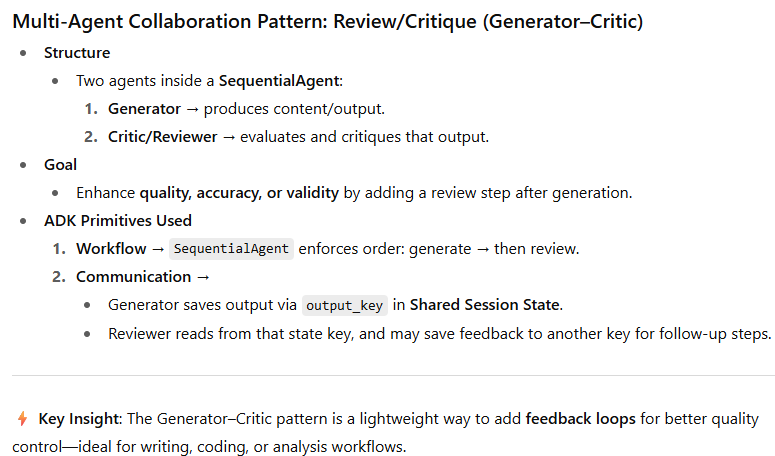 Multi-Agent Collaboration Pattern: Review/Critique (Generator–Critic)
• Structure
• Two agents inside a SequentialAgent:
1. Generator → produces content/output.
2. Critic/Reviewer → evaluates and critiques that output.
• Goal
• Enhance quality, accuracy, or validity by adding a review step after generation.
• ADK Primitives Used
1. Workflow → SequentialAgent enforces order: generate → then review.
2. Communication →
• Generator saves output via output_key in Shared Session State.
• Reviewer reads from that state key, and may save feedback to another key for follow-up steps.
⚡ Key Insight: The Generator–Critic pattern is a lightweight way to add feedback loops for better quality
control—ideal for writing, coding, or analysis workflows.